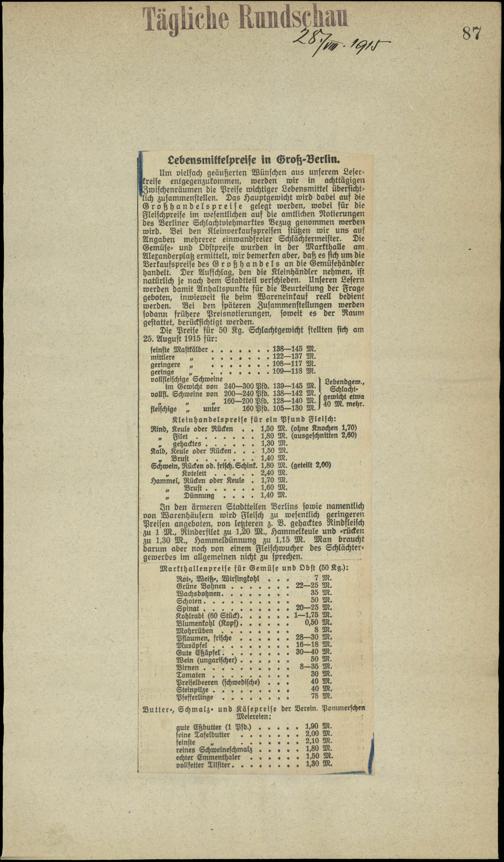 Tägliche Rundschau
28/VIII. 1915
87
Lebensmittelpreise in Groß-Berlin.
Um vielfach geäußerten Wünschen aus unserem Leser-
kreise entgegenzukommen, werden wir in achttägigen
Zwischenräumen die Preise wichtiger Lebensmittel übersicht-
lich zusammenstellen. Das Hauptgewicht wird dabei auf die
Großhandelspreise gelegt werden, wobei für die
Fleischpreise im wesentlichen auf die amtlichen Notierungen
des Berliner Schlachtviehmarktes Bezug genommen werden
wird. Bei den Kleinverkaufspreisen stützen wir uns auf
Angaben mehrerer einwandfreier Schlächtermeister. Die
Gemüse- und Obstpreise wurden in der Markthalle am
Alexanderplatz ermittelt, wir bemerken aber, daß es sich um die
Verkaufspreise des Großhandels an die Gemüsehändler
handelt. Der Aufschlag, den die Kleinhändler nehmen, ist
natürlich je nach dem Stadtteil verschieden. Unseren Lesern
werden damit Anhaltspunkte für die Beurteilung der Frage
geboten, inwieweit sie beim Wareneinkauf reell bedient
werden. Bei den späteren Zusammenstellungen werden
sodann frühere Preisnotierungen, soweit es der Raum
gestattet, berücksichtigt werden.
Die Preise für 50 Kg. Schlachtgewicht stellten sich am
25. August 1915 für:
feinste Mastkälber . . . . . . . 138—145 M.
mittlere „ . . . . . . . 122—137 M.
geringere „ . . . . . . . 108—117 M.
geringe „ . . . . . . . 109—118 M.
vollfleischige Schweine
im Gewicht von 240—300 Pfd. 139—145 M.
vollfl. Schweine von 200—240 Pfd. 138—142 M.
„ „ „ 160—200 Pfd. 128—140 M.
fleischige „ unter 160 Pfd. 105—130 M.
Lebendgew.,
Schlacht-
gewicht etwa
40 M. mehr.
Kleinhandelspreise für ein Pfund Fleisch:
Rind, Keule oder Rücken . . . 1,50 M. (ohne Knochen 1,70)
„ Filet . . . . . . . . 1,80 M. (ausgeschnitten 2,60)
„ gehacktes . . . . . . 1,30 M.
Kalb, Keule oder Rücken . . . 1,50 M.
„ Brust . . . . . . . 1,40 M.
Schwein, Rücken od. frisch. Schink. 1,80 M. (geteilt 2,00)
„ Kotelett . . . . . 2,40 M.
Hammel, Rücken oder Keule . . 1,70 M.
„ Brust . . . . . . 1,60 M.
„ Dünnung . . . . . 1,40 M.
In den ärmeren Stadtteilen Berlins sowie namentlich
von Warenhäusern wird Fleisch zu wesentlich geringeren
Preisen angeboten, von letzteren z. B. gehacktes Rindfleisch
zu 1 M., Rinderfilet zu 1,20 M., Hammelkeule und -rücken
zu 1,30 M., Hammeldünnung zu 1,15 M. Man braucht
darum aber noch von einem Fleischwucher des Schlächter-
gewerbes im allgemeinen nicht zu sprechen.
Markthallenpreise für Gemüse und Obst (50 Kg.):
Rot-, Weiß-, Wirsingkohl . . . 7 M.
Grüne Bohnen . . . . . . 22—25 M.
Wachsbohnen . . . . . . . 35 M.
Schoten . . . . . . . . 50 M.
Spinat . . . . . . . . 20—25 M.
Kohlrabi (60 Stück) . . . . . 1—1,75 M.
Blumenkohl (Kopf) . . . . . 0,50 M.
Mohrrüben . . . . . . . 8 M.
Pflaumen, frische . . . . . 28—30 M.
Musäpfel . . . . . . . . 16—18 M.
Gute Eßäpfel . . . . . . . 30—40 M.
Wein (ungarischer) . . . . . 50 M.
Birnen . . . . . . . . 8—35 M.
Tomaten . . . . . . . . 30 M.
Preißelbeeren (schwedische) . . . 40 M.
Steinpilze . . . . . . . 40 M.
Pfefferlinge . . . . . . . 75 M.
Butter-, Schmalz- und Käsepreise der Verein. Pommerschen
Meiereien:
gute Eßbutter (1 Pfd.) . . . . . 1,90 M.
feine Tafelbutter . . . . . . 2,00 M.
feinste „ . . . . . . 2,10 M.
reines Schweineschmalz . . . . . 1,80 M.
echter Emmenthaler . . . . . . 1,50 M.
vollfetter Tilsiter . . . . . . 1,30 M.